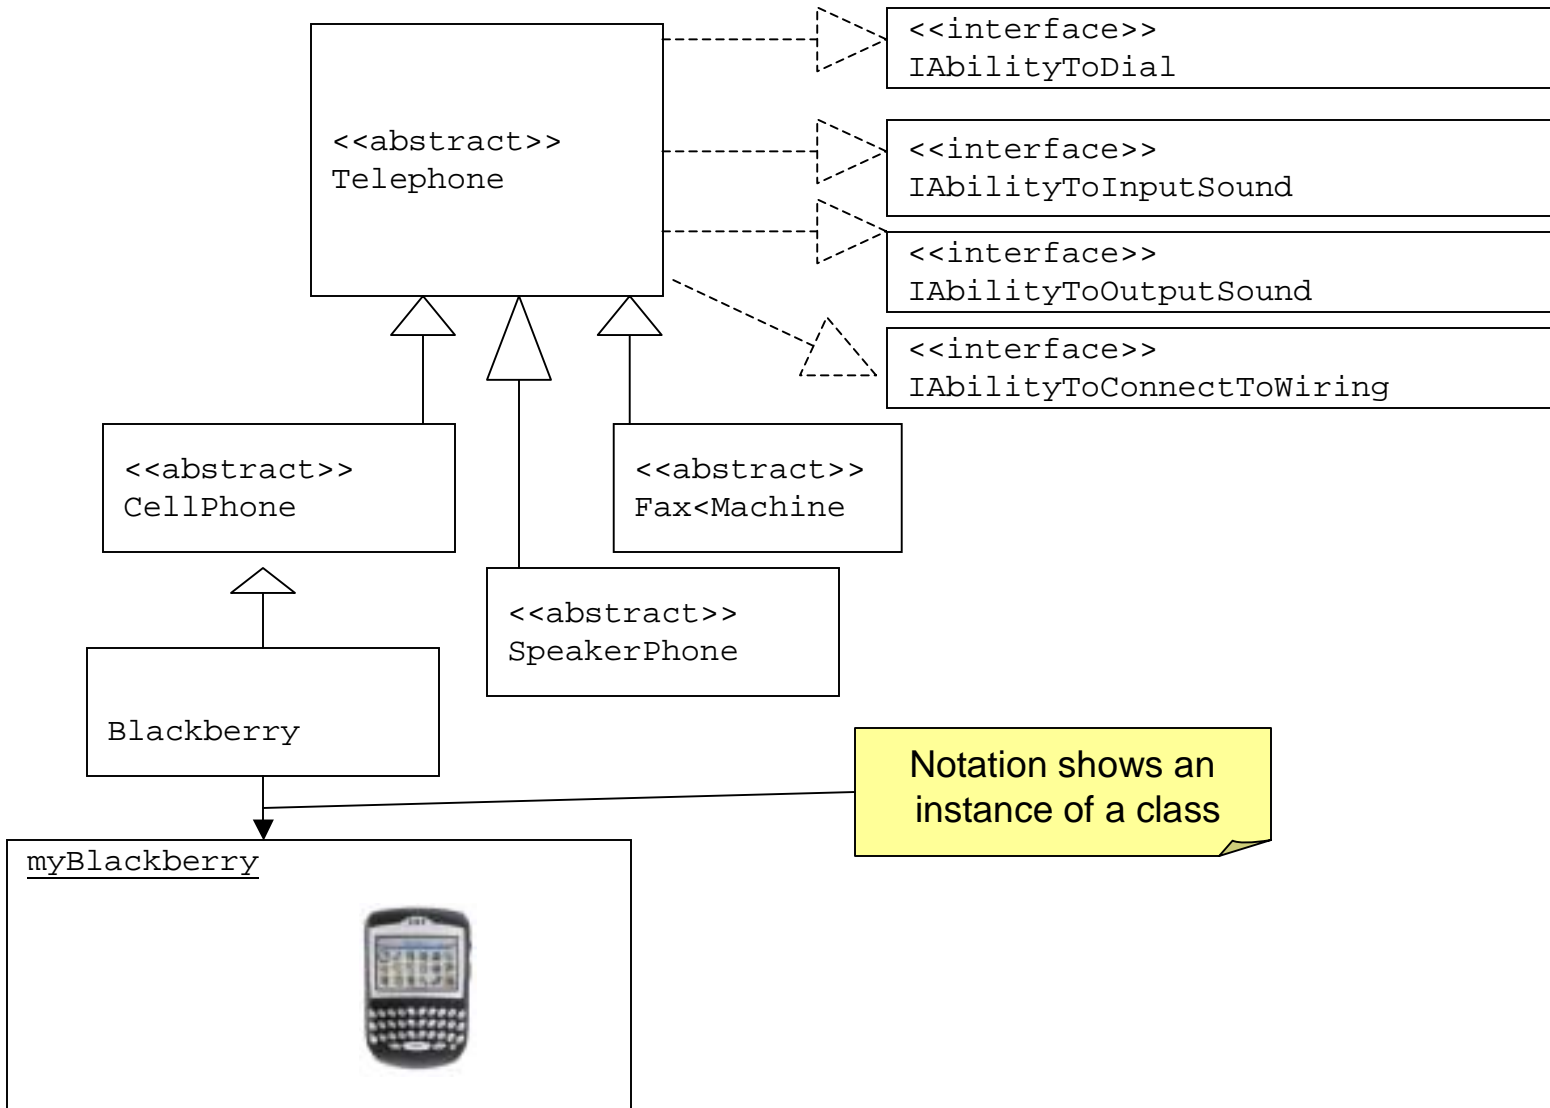 <<interface>>
IAbilityToDial
<<abstract>>
Telephone
<<interface>>
IAbilityToInputSound
<<interface>>
IAbilityToOutputSound
<<interface>>
IAbilityToConnectToWiring
<<abstract>>
CellPhone
<<abstract>>
Fax<Machine
<<abstract>>
SpeakerPhone
Blackberry
Notation shows an
instance of a class
myBlackberry